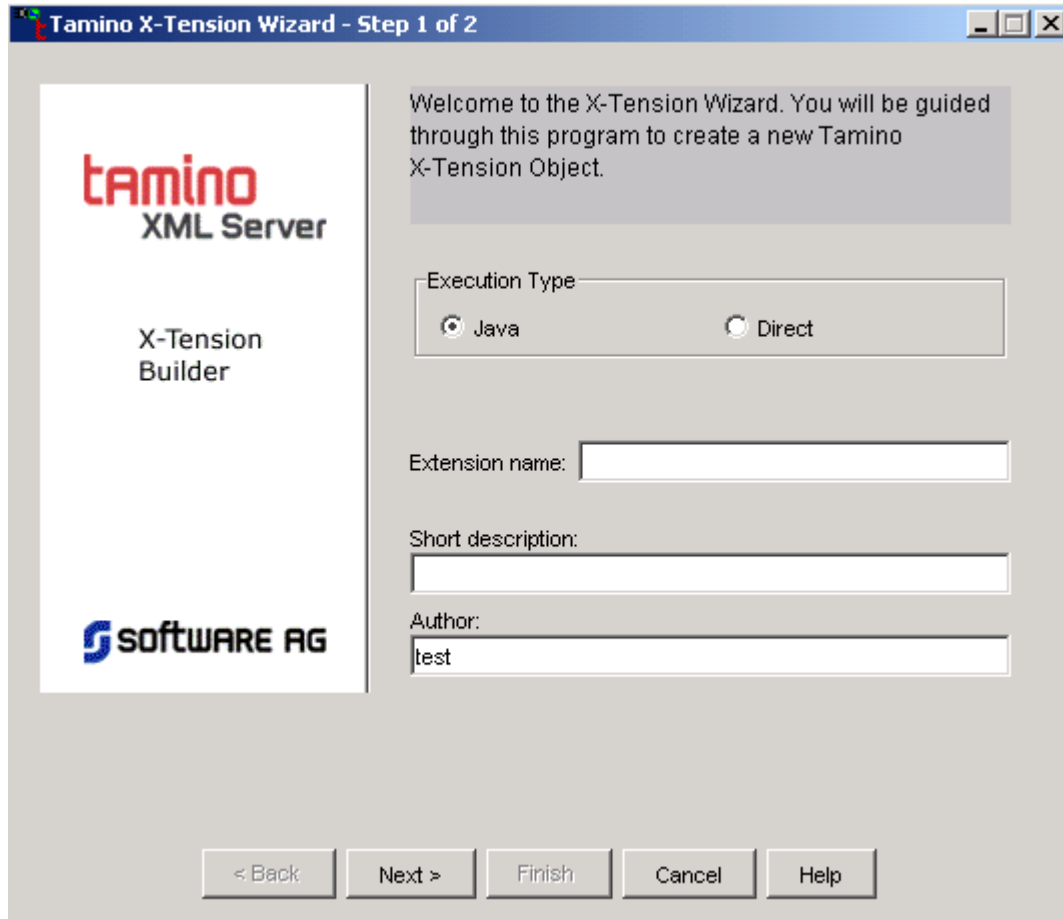 Tamino X-Tension Wizard - Step 1 of 2
tamino
XML Server
X-Tension
Builder
software AG
Welcome to the X-Tension Wizard. You will be guided
through this program to create a new Tamino
X-Tension Object.
Execution Type
Java
Direct
Extension name:
Short description:
Author:
test
< Back
Next >
Finish
Cancel
Help